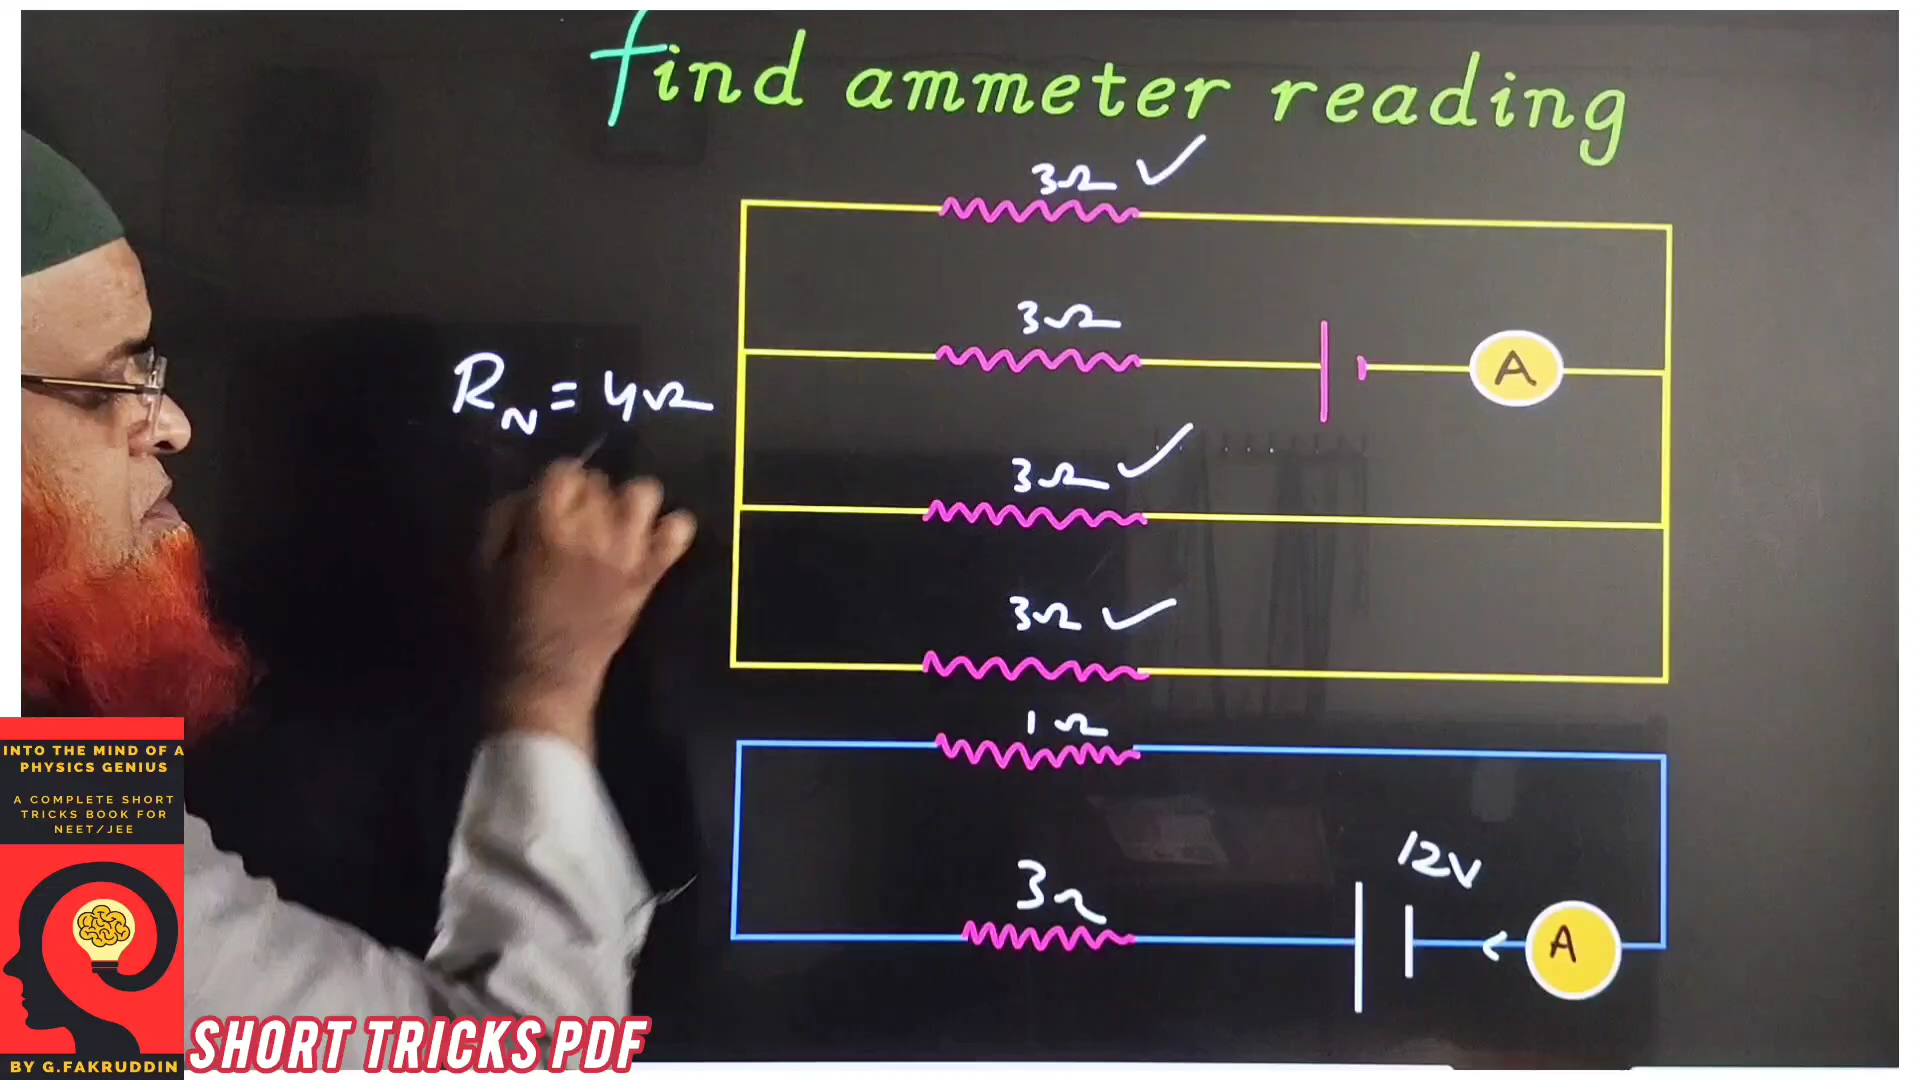 find ammeter reading
3Ω ✓
3Ω
A
R_N = 4Ω
3Ω ✓
3Ω ✓
1Ω
12V
3Ω
A
INTO THE MIND OF A
PHYSICS GENIUS
A COMPLETE SHORT
TRICKS BOOK FOR
NEET/JEE
BY G.FAKRUDDIN
SHORT TRICKS PDF